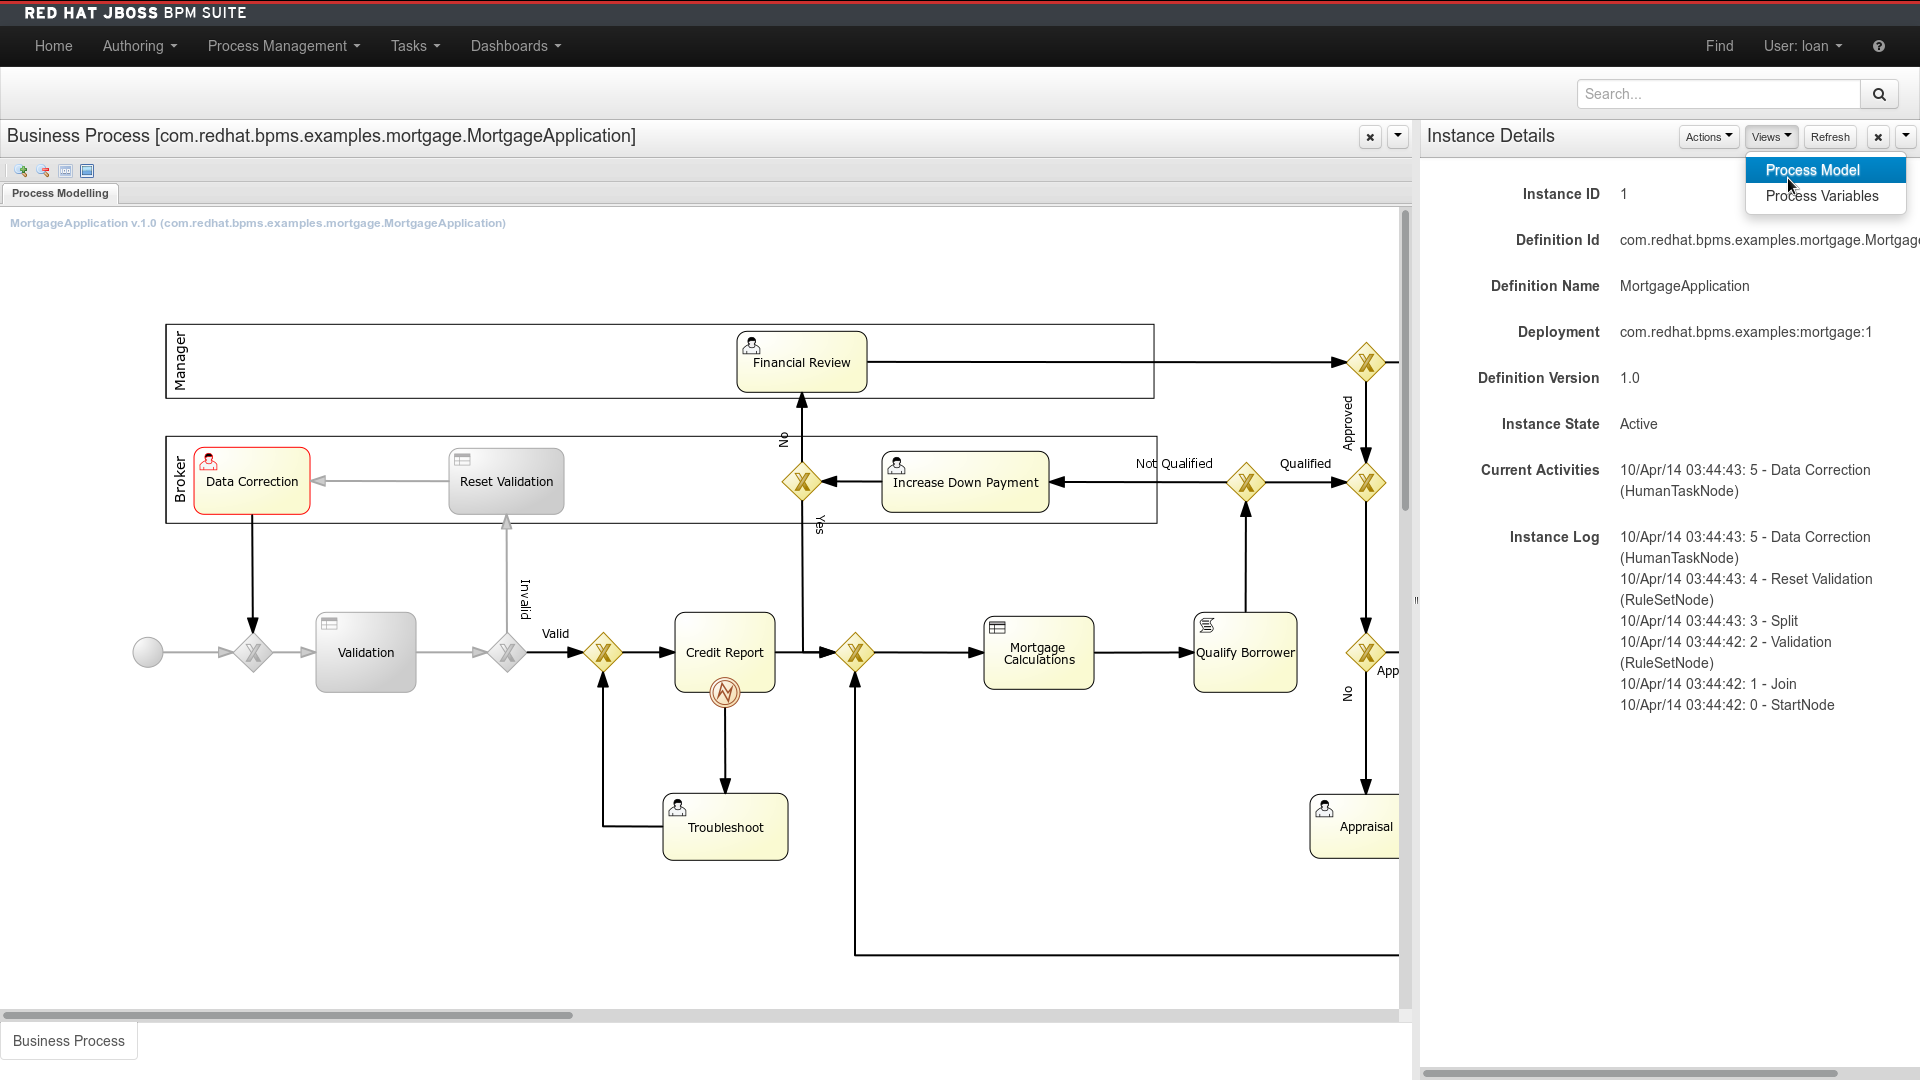 RED HAT JBOSS BPM SUITE
Home Authoring Process Management Tasks Dashboards Find User: loan
Search...
Business Process [com.redhat.bpms.examples.mortgage.MortgageApplication]
Process Modelling
MortgageApplication v.1.0 (com.redhat.bpms.examples.mortgage.MortgageApplication)
Manager
Financial Review
No
Approved
Broker
Data Correction
Reset Validation
Increase Down Payment
Not Qualified
Qualified
Yes
Invalid
Validation
Valid
Credit Report
Mortgage
Calculations
Qualify Borrower
App
No
Troubleshoot
Appraisal
Business Process
Instance Details
Actions Views Refresh
Process Model
Process Variables
Instance ID 1
Definition Id com.redhat.bpms.examples.mortgage.Mortgage
Definition Name MortgageApplication
Deployment com.redhat.bpms.examples:mortgage:1
Definition Version 1.0
Instance State Active
Current Activities 10/Apr/14 03:44:43: 5 - Data Correction
(HumanTaskNode)
Instance Log 10/Apr/14 03:44:43: 5 - Data Correction
(HumanTaskNode)
10/Apr/14 03:44:43: 4 - Reset Validation
(RuleSetNode)
10/Apr/14 03:44:43: 3 - Split
10/Apr/14 03:44:42: 2 - Validation
(RuleSetNode)
10/Apr/14 03:44:42: 1 - Join
10/Apr/14 03:44:42: 0 - StartNode